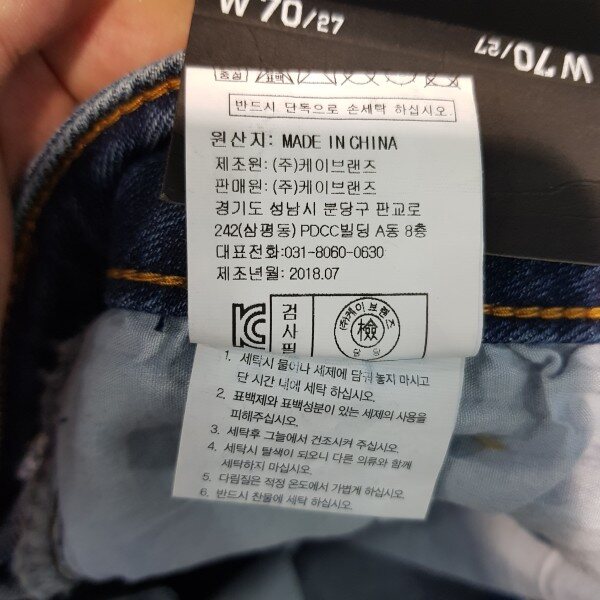 W 70/27
W 70/27
중성 표백
반드시 단독으로 손세탁 하십시오.
원산지: MADE IN CHINA
제조원: (주)케이브랜즈
판매원: (주)케이브랜즈
경기도 성남시 분당구 판교로
242(삼평동) PDCC빌딩 A동 8층
대표전화:031-8060-0630
제조년월: 2018.07
검사필
(주)케이브랜즈
檢
1. 세탁시 물이나 세제에 담궈 놓지 마시고
단 시간 내에 세탁 하십시오.
2. 표백제와 표백성분이 있는 세제의 사용을
피해주십시오.
3. 세탁후 그늘에서 건조시켜 주십시오.
4. 세탁시 탈색이 되오니 다른 의류와 함께
세탁하지 마십시오.
5. 다림질은 적정 온도에서 가볍게 하십시오.
6. 반드시 찬물에 세탁 하십시오.